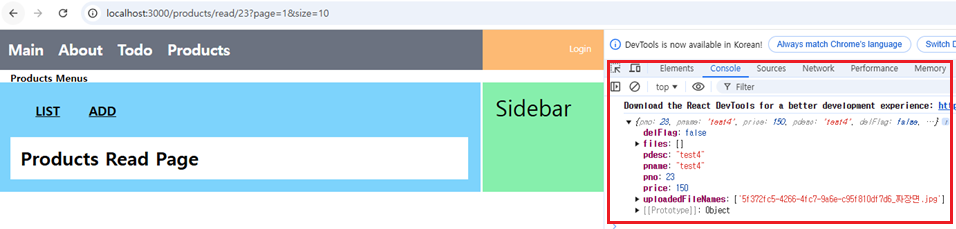 localhost:3000/products/read/23?page=1&size=10
Main About Todo Products
Login
Products Menus
LIST ADD
Products Read Page
Sidebar
DevTools is now available in Korean! Always match Chrome's language Switch D
Elements Console Sources Network Performance Memory
top Filter
Download the React DevTools for a better development experience: htt
{pno: 23, pname: 'test4', price: 150, pdesc: 'test4', delFlag: false, …}
delFlag: false
files: []
pdesc: "test4"
pname: "test4"
pno: 23
price: 150
uploadedFileNames: ['5f372fc5-4266-4fc7-9a6e-c95f810df7d6_짜장면.jpg']
[[Prototype]]: Object